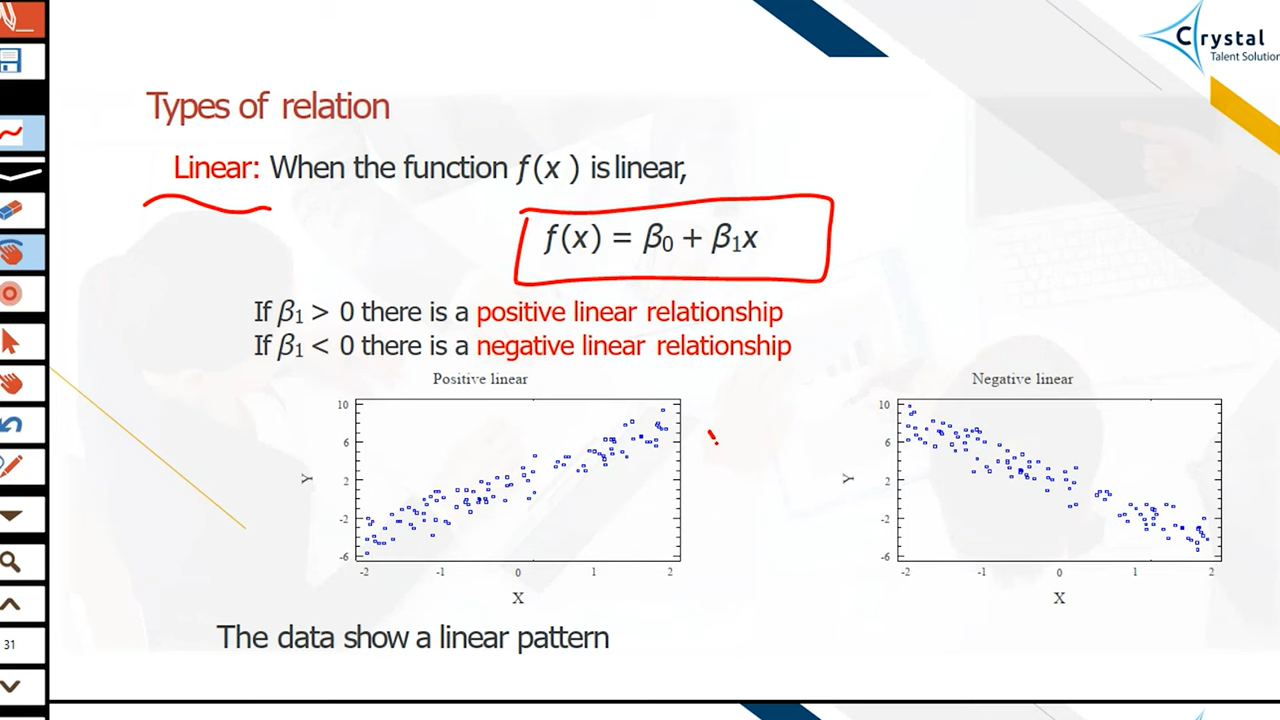 Crystal
Talent Solution
Types of relation
Linear: When the function f(x) is linear,
f(x) = β0 + β1x
If β1 > 0 there is a positive linear relationship
If β1 < 0 there is a negative linear relationship
Positive linear
10
6
2
-2
-6
Y
-2 -1 0 1 2
X
Negative linear
10
6
2
-2
-6
Y
-2 -1 0 1 2
X
The data show a linear pattern
31